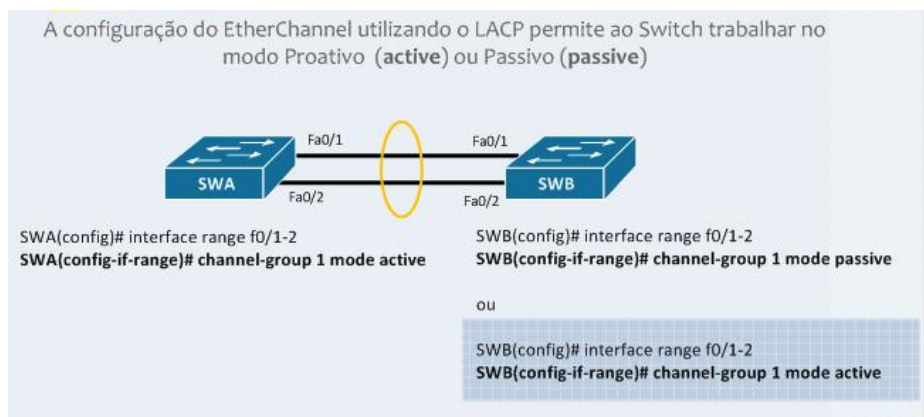 A configuração do EtherChannel utilizando o LACP permite ao Switch trabalhar no
modo Proativo (active) ou Passivo (passive)
Fa0/1
Fa0/1
SWA
SWB
Fa0/2
Fa0/2
SWA(config)# interface range f0/1-2
SWA(config-if-range)# channel-group 1 mode active
SWB(config)# interface range f0/1-2
SWB(config-if-range)# channel-group 1 mode passive
ou
SWB(config)# interface range f0/1-2
SWB(config-if-range)# channel-group 1 mode active